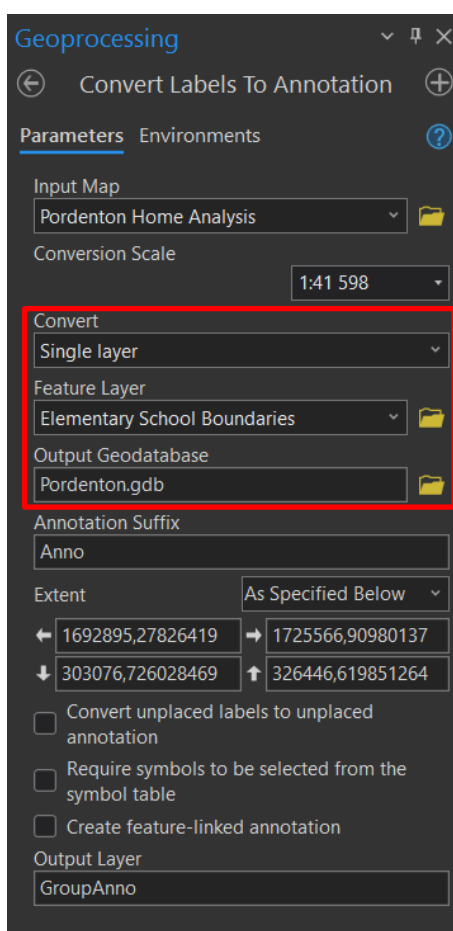 Geoprocessing
Convert Labels To Annotation
Parameters Environments
Input Map
Pordenton Home Analysis
Conversion Scale
1:41 598
Convert
Single layer
Feature Layer
Elementary School Boundaries
Output Geodatabase
Pordenton.gdb
Annotation Suffix
Anno
Extent As Specified Below
1692895,27826419 1725566,90980137
303076,726028469 326446,619851264
Convert unplaced labels to unplaced
annotation
Require symbols to be selected from the
symbol table
Create feature-linked annotation
Output Layer
GroupAnno